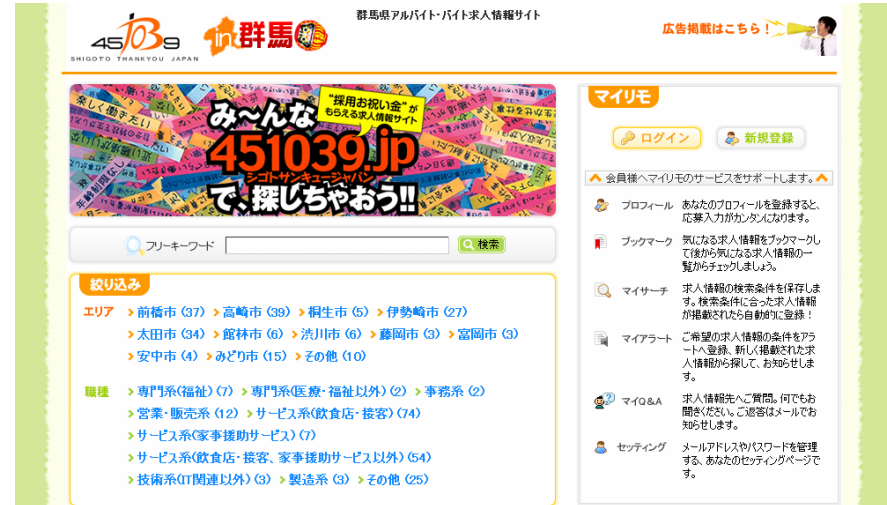 群馬県アルバイト・バイト求人情報サイト
451039
SHIGOTO THANKYOU JAPAN
in群馬
広告掲載はこちら！
み〜んな
"採用お祝い金"が
もらえる求人情報サイト
451039.jp
シゴトサンキュージャパン
で、探しちゃおう!!
楽しく働きたい
年齢制限なし
フリーキーワード
検索
絞り込み
エリア
前橋市 (37) 高崎市 (39) 桐生市 (5) 伊勢崎市 (27)
太田市 (34) 館林市 (6) 渋川市 (6) 藤岡市 (3) 富岡市 (3)
安中市 (4) みどり市 (15) その他 (10)
職種
専門系(福祉) (7) 専門系(医療・福祉以外) (2) 事務系 (2)
営業・販売系 (12) サービス系(飲食店・接客) (74)
サービス系(家事援助サービス) (7)
サービス系(飲食店・接客、家事援助サービス以外) (54)
技術系(IT関連以外) (3) 製造系 (3) その他 (25)
マイリモ
ログイン
新規登録
会員様へマイリモのサービスをサポートします。
プロフィール
あなたのプロフィールを登録すると、
応募入力がカンタンになります。
ブックマーク
気になる求人情報をブックマークし
て後から気になる求人情報の一
覧からチェックしましょう。
マイサーチ
求人情報の検索条件を保存しま
す。検索条件に合った求人情報
が掲載されたら自動的に登録！
マイアラート
ご希望の求人情報の条件をアラ
ートへ登録、新しく掲載された求
人情報から探して、お知らせしま
す。
マイQ&A
求人情報先へご質問。何でもお
聞きください。ご返答はメールでお
知らせします。
セッティング
メールアドレスやパスワードを管理
する、あなたのセッティングページで
す。